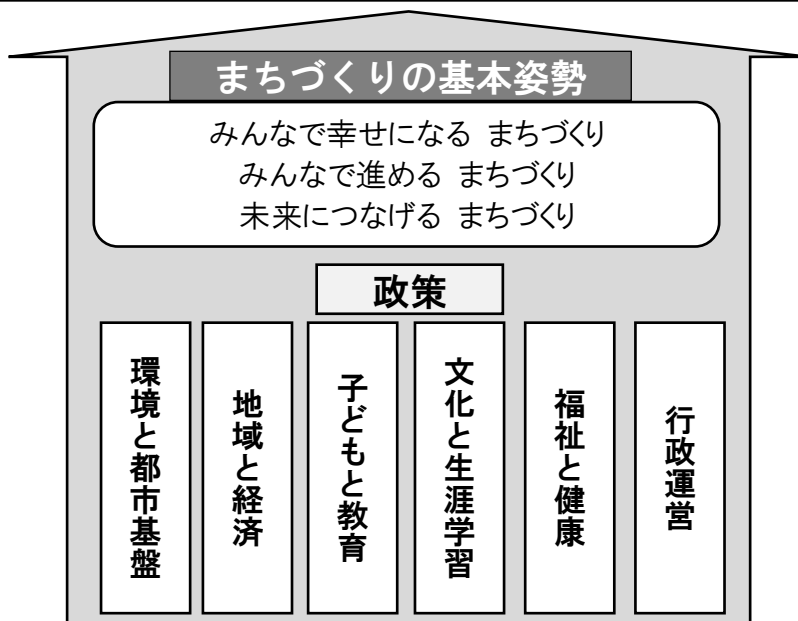 まちづくりの基本姿勢
みんなで幸せになる まちづくり
みんなで進める まちづくり
未来につなげる まちづくり
政策
環境と都市基盤
地域と経済
子どもと教育
文化と生涯学習
福祉と健康
行政運営